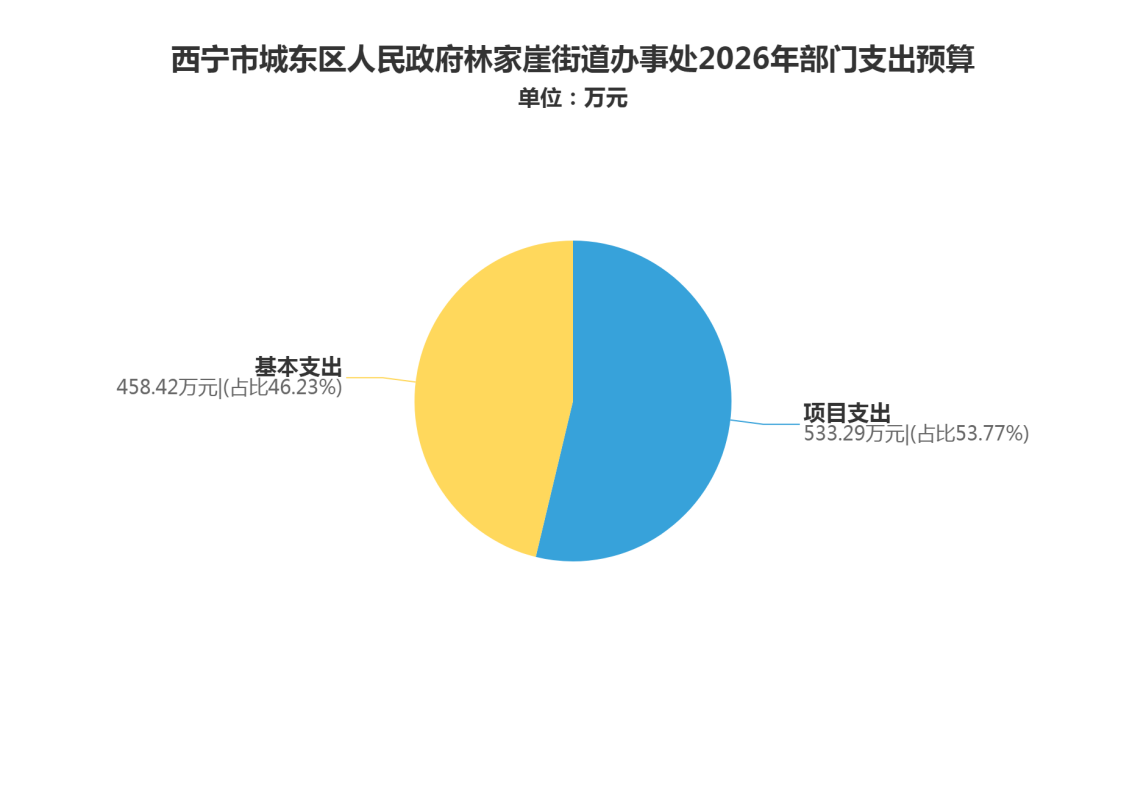 西宁市城东区人民政府林家崖街道办事处2026年部门支出预算
单位：万元
基本支出
458.42万元|(占比46.23%)
项目支出
533.29万元|(占比53.77%)